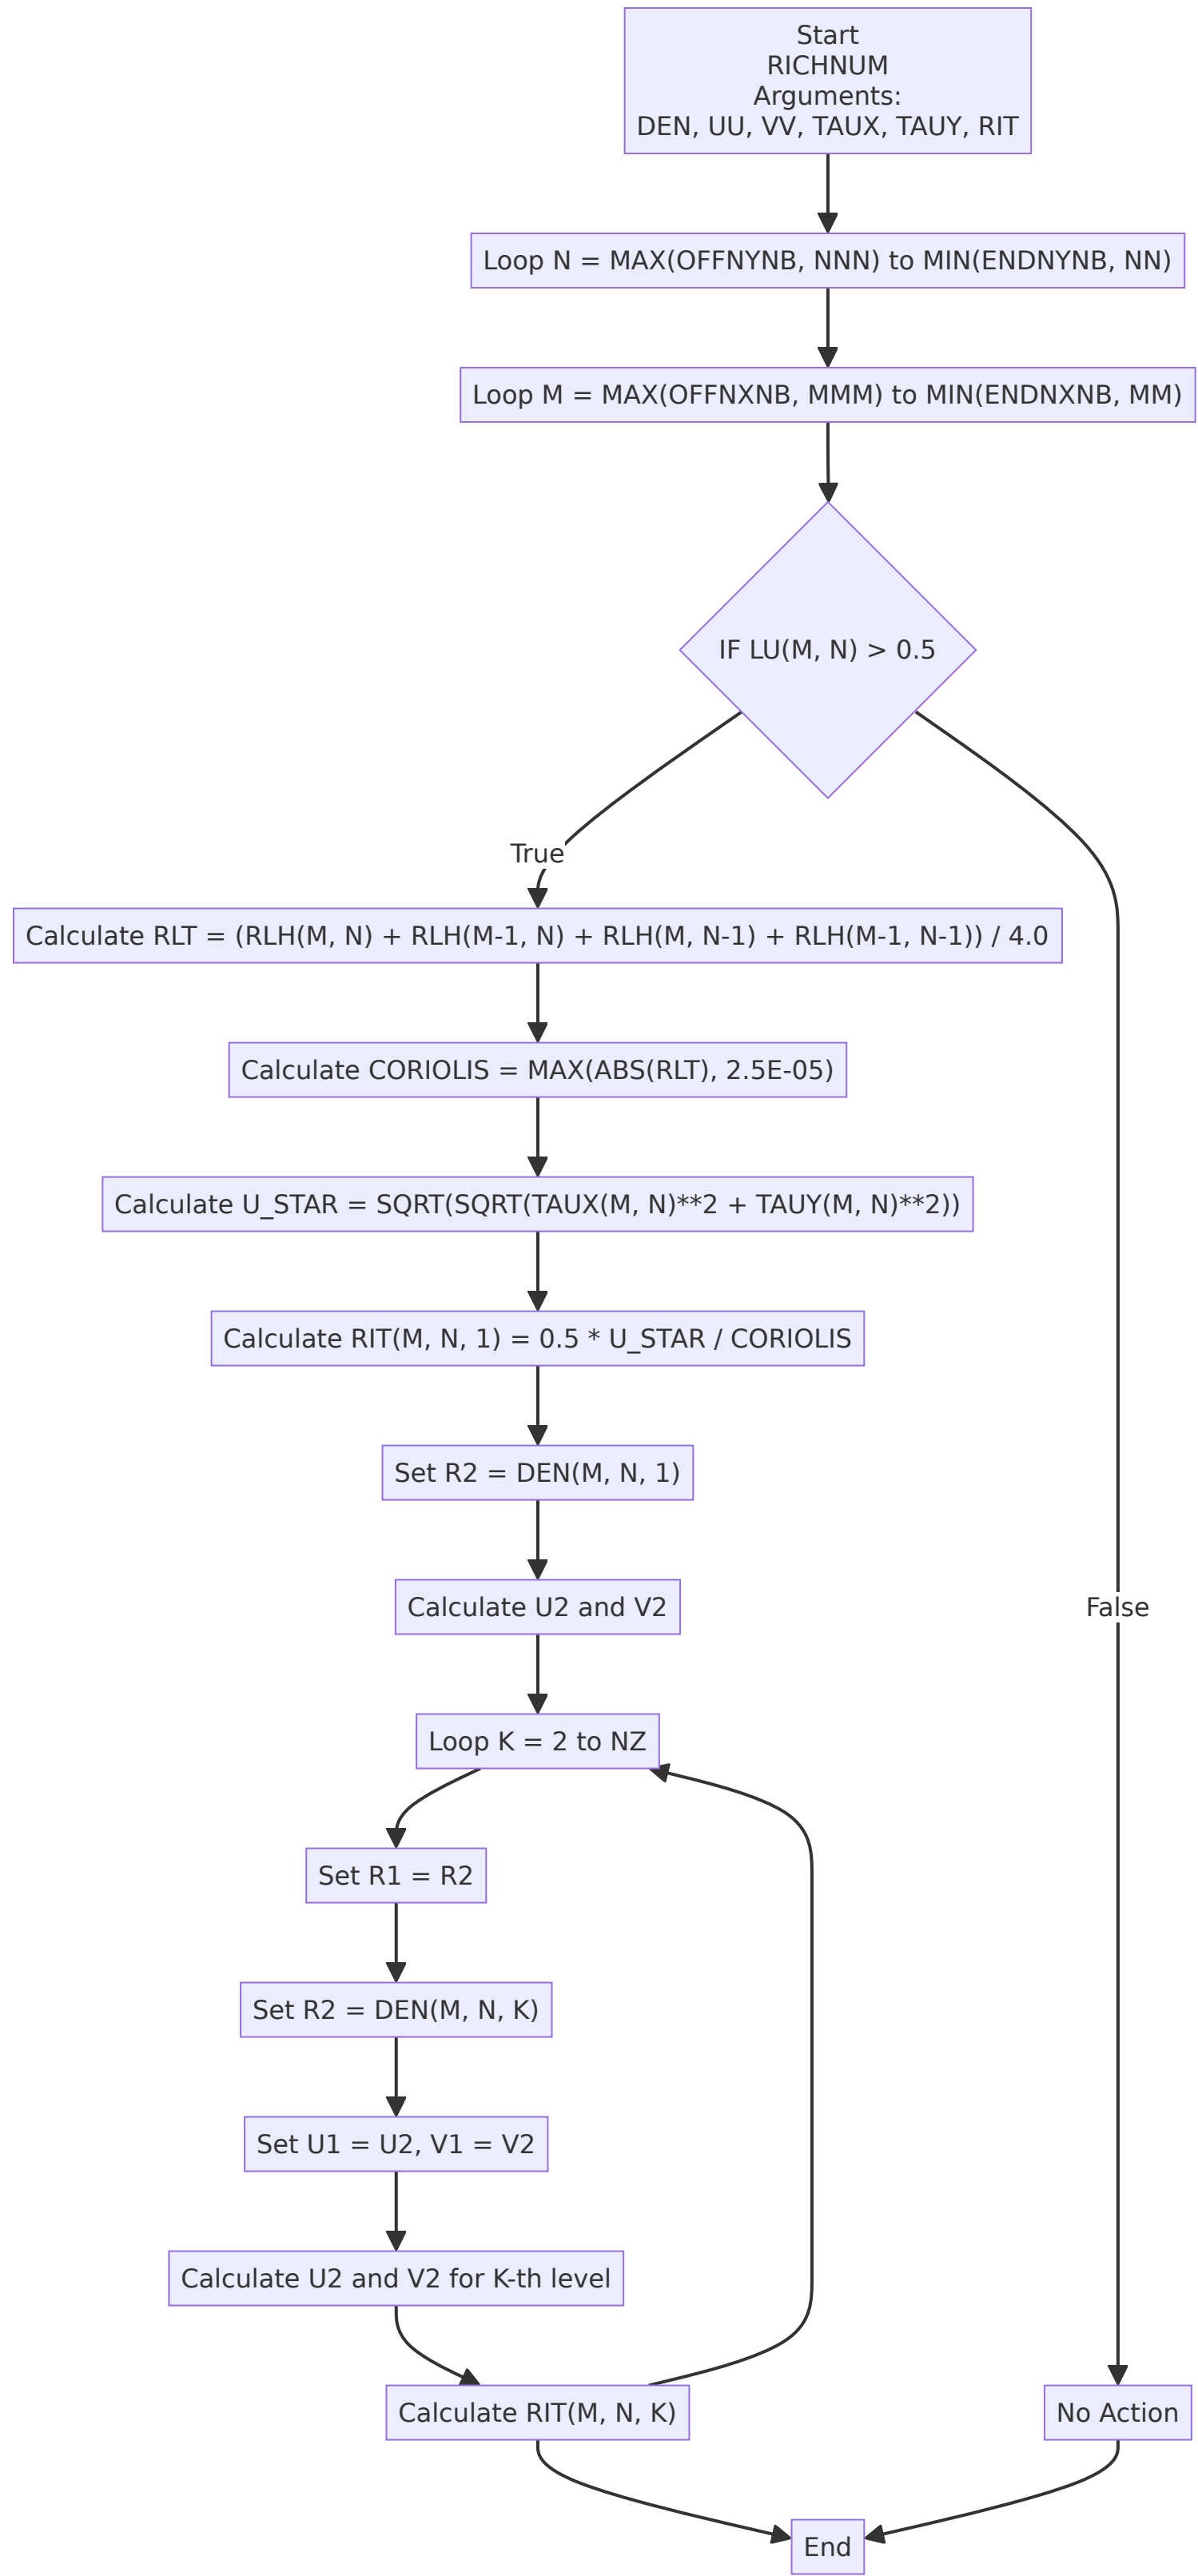 Start
RICHNUM
Arguments:
DEN, UU, VV, TAUX, TAUY, RIT
Loop N = MAX(OFFNYNB, NNN) to MIN(ENDNYNB, NN)
Loop M = MAX(OFFNXNB, MMM) to MIN(ENDNXNB, MM)
IF LU(M, N) > 0.5
True
Calculate RLT = (RLH(M, N) + RLH(M-1, N) + RLH(M, N-1) + RLH(M-1, N-1)) / 4.0
Calculate CORIOLIS = MAX(ABS(RLT), 2.5E-05)
Calculate U_STAR = SQRT(SQRT(TAUX(M, N)**2 + TAUY(M, N)**2))
Calculate RIT(M, N, 1) = 0.5 * U_STAR / CORIOLIS
Set R2 = DEN(M, N, 1)
Calculate U2 and V2
False
Loop K = 2 to NZ
Set R1 = R2
Set R2 = DEN(M, N, K)
Set U1 = U2, V1 = V2
Calculate U2 and V2 for K-th level
Calculate RIT(M, N, K)
No Action
End